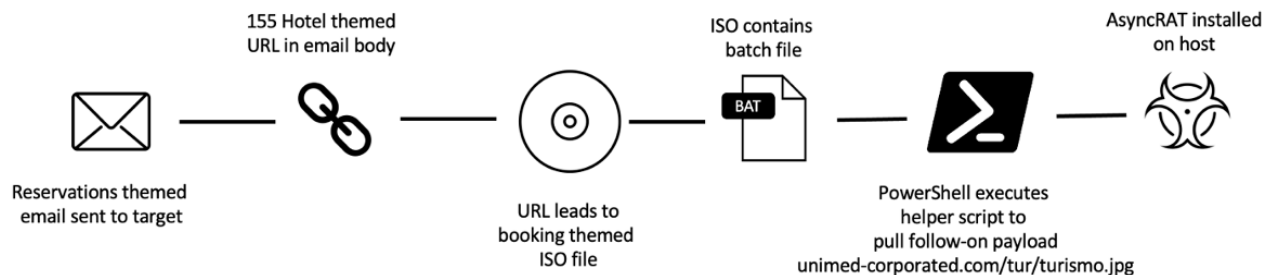 Reservations themed
email sent to target
155 Hotel themed
URL in email body
URL leads to
booking themed
ISO file
ISO contains
batch file
BAT
PowerShell executes
helper script to
pull follow-on payload
unimed-corporated.com/tur/turismo.jpg
AsyncRAT installed
on host